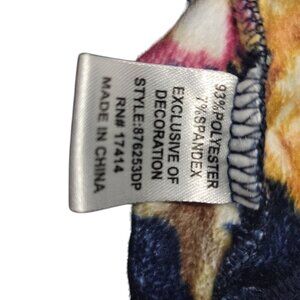 93%POLYESTER
7%SPANDEX
EXCLUSIVE OF
DECORATION
STYLE:876253DP
RN# 17414
MADE IN CHINA